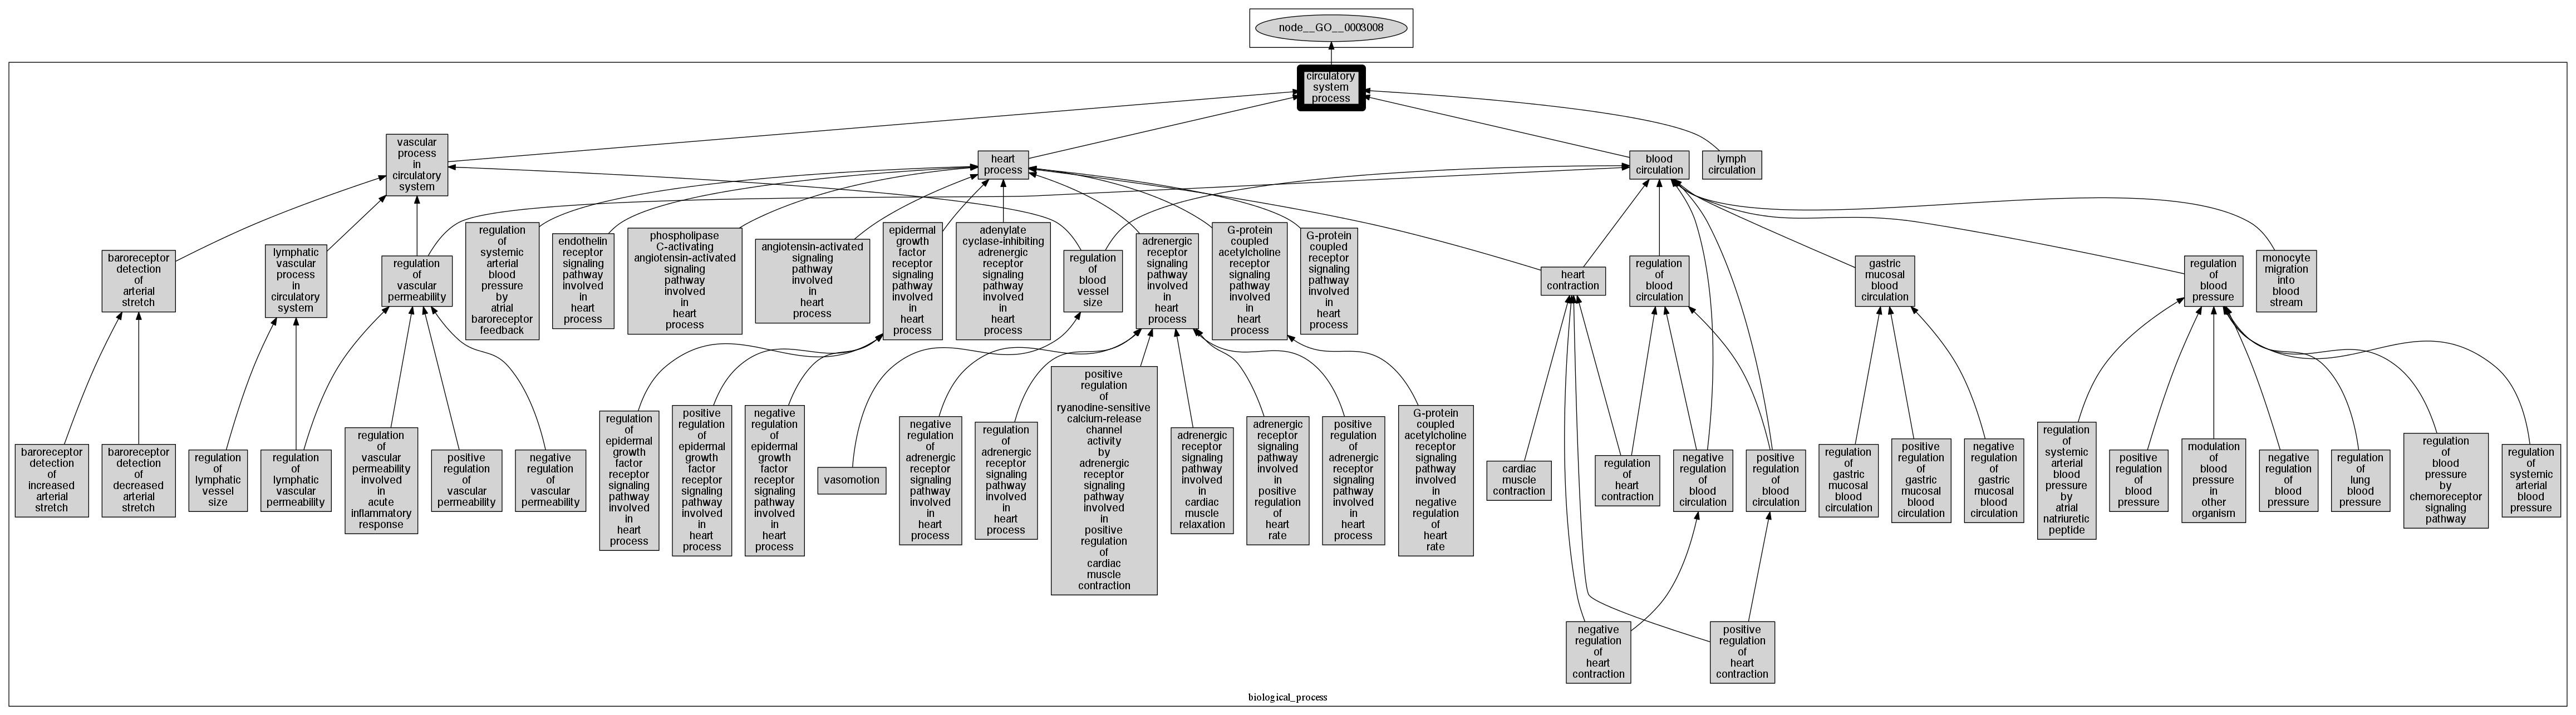 node__GO__0003008
circulatory
system
process
vascular
process
in
circulatory
system
heart
process
blood
circulation
lymph
circulation
baroreceptor
detection
of
arterial
stretch
lymphatic
vascular
process
in
circulatory
system
regulation
of
vascular
permeability
regulation
of
systemic
arterial
blood
pressure
by
atrial
baroreceptor
feedback
endothelin
receptor
signaling
pathway
involved
in
heart
process
phospholipase
C-activating
angiotensin-activated
signaling
pathway
involved
in
heart
process
angiotensin-activated
signaling
pathway
involved
in
heart
process
epidermal
growth
factor
receptor
signaling
pathway
involved
in
heart
process
adenylate
cyclase-inhibiting
adrenergic
receptor
signaling
pathway
involved
in
heart
process
regulation
of
blood
vessel
size
adrenergic
receptor
signaling
pathway
involved
in
heart
process
G-protein
coupled
acetylcholine
receptor
signaling
pathway
involved
in
heart
process
G-protein
coupled
receptor
signaling
pathway
involved
in
heart
process
heart
contraction
regulation
of
blood
circulation
gastric
mucosal
blood
circulation
regulation
of
blood
pressure
monocyte
migration
into
blood
stream
baroreceptor
detection
of
increased
arterial
stretch
baroreceptor
detection
of
decreased
arterial
stretch
regulation
of
lymphatic
vessel
size
regulation
of
lymphatic
vascular
permeability
regulation
of
vascular
permeability
involved
in
acute
inflammatory
response
positive
regulation
of
vascular
permeability
negative
regulation
of
vascular
permeability
regulation
of
epidermal
growth
factor
receptor
signaling
pathway
involved
in
heart
process
positive
regulation
of
epidermal
growth
factor
receptor
signaling
pathway
involved
in
heart
process
negative
regulation
of
epidermal
growth
factor
receptor
signaling
pathway
involved
in
heart
process
vasomotion
negative
regulation
of
adrenergic
receptor
signaling
pathway
involved
in
heart
process
regulation
of
adrenergic
receptor
signaling
pathway
involved
in
heart
process
positive
regulation
of
ryanodine-sensitive
calcium-release
channel
activity
by
adrenergic
receptor
signaling
pathway
involved
in
positive
regulation
of
cardiac
muscle
contraction
adrenergic
receptor
signaling
pathway
involved
in
cardiac
muscle
relaxation
adrenergic
receptor
signaling
pathway
involved
in
positive
regulation
of
heart
rate
positive
regulation
of
adrenergic
receptor
signaling
pathway
involved
in
heart
process
G-protein
coupled
acetylcholine
receptor
signaling
pathway
involved
in
negative
regulation
of
heart
rate
cardiac
muscle
contraction
regulation
of
heart
contraction
negative
regulation
of
blood
circulation
positive
regulation
of
blood
circulation
regulation
of
gastric
mucosal
blood
circulation
positive
regulation
of
gastric
mucosal
blood
circulation
negative
regulation
of
gastric
mucosal
blood
circulation
regulation
of
systemic
arterial
blood
pressure
by
atrial
natriuretic
peptide
positive
regulation
of
blood
pressure
modulation
of
blood
pressure
in
other
organism
negative
regulation
of
blood
pressure
regulation
of
lung
blood
pressure
regulation
of
blood
pressure
by
chemoreceptor
signaling
pathway
regulation
of
systemic
arterial
blood
pressure
negative
regulation
of
heart
contraction
positive
regulation
of
heart
contraction
biological_process